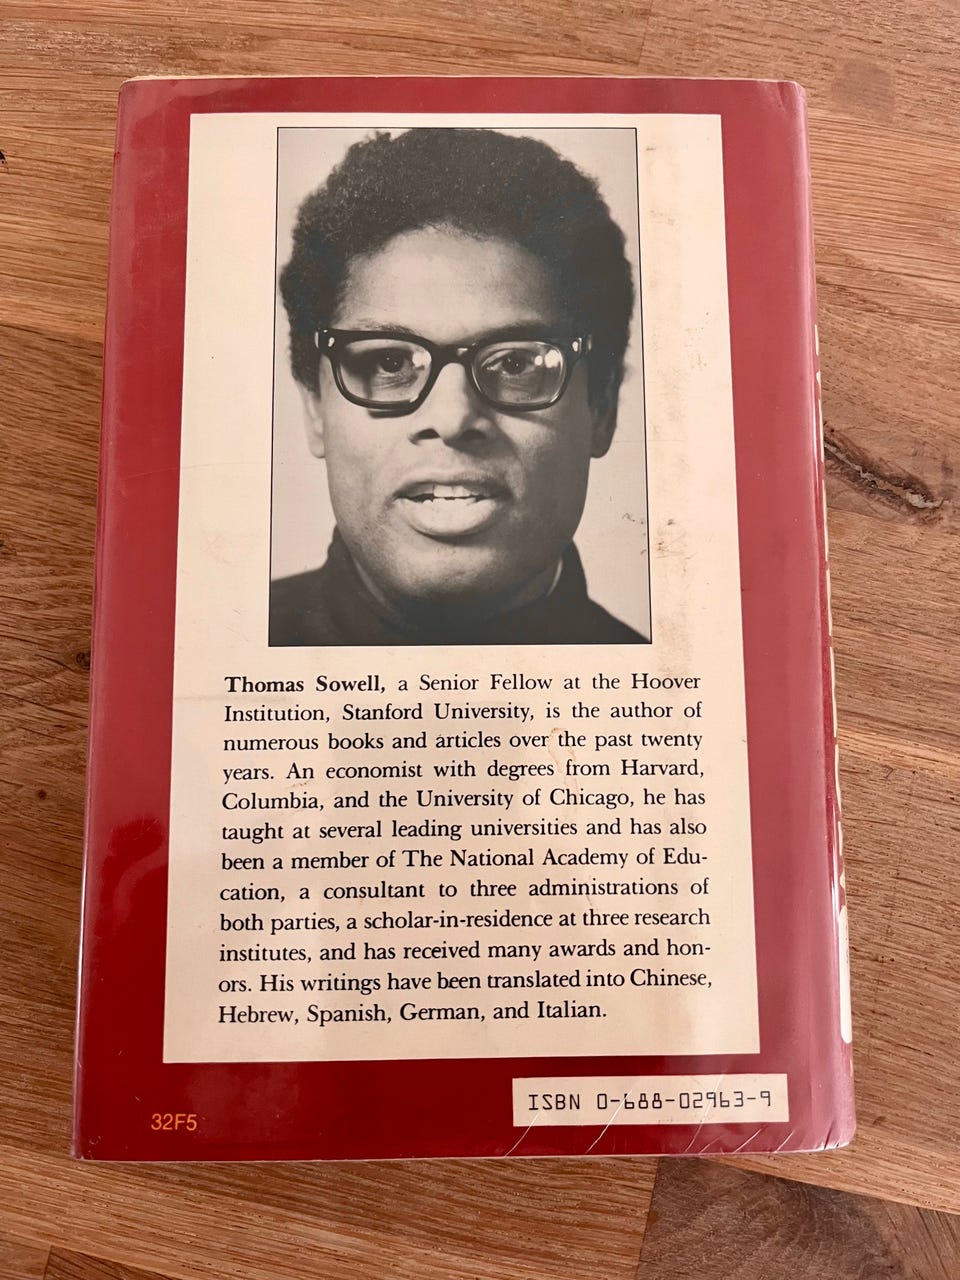 Thomas Sowell, a Senior Fellow at the Hoover
Institution, Stanford University, is the author of
numerous books and articles over the past twenty
years. An economist with degrees from Harvard,
Columbia, and the University of Chicago, he has
taught at several leading universities and has also
been a member of The National Academy of Edu-
cation, a consultant to three administrations of
both parties, a scholar-in-residence at three research
institutes, and has received many awards and hon-
ors. His writings have been translated into Chinese,
Hebrew, Spanish, German, and Italian.
ISBN 0-688-02963-9
32F5